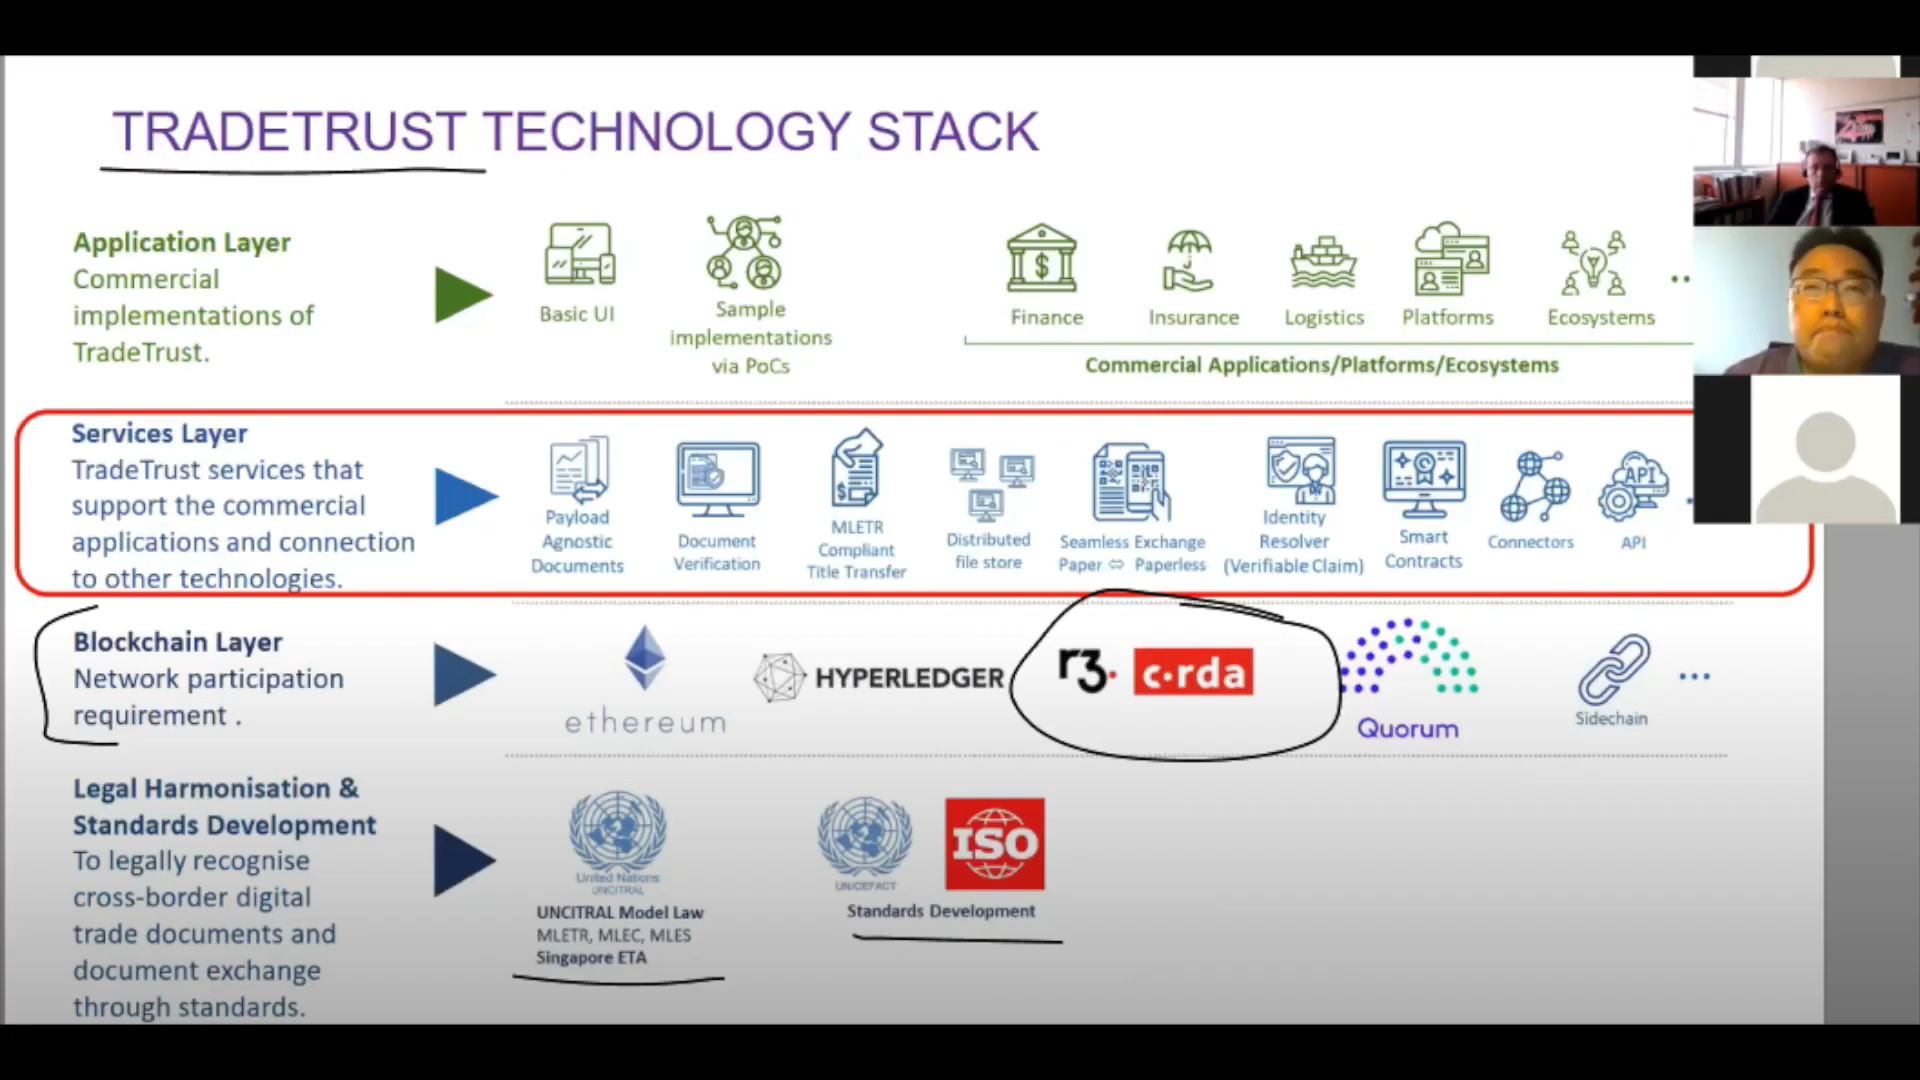 TRADETRUST TECHNOLOGY STACK
Application Layer
Commercial
implementations of
TradeTrust.
Basic UI
Sample
implementations
via PoCs
Finance
Insurance
Logistics
Platforms
Ecosystems
Commercial Applications/Platforms/Ecosystems
Services Layer
TradeTrust services that
support the commercial
applications and connection
to other technologies.
Payload
Agnostic
Documents
Document
Verification
MLETR
Compliant
Title Transfer
Distributed
file store
Seamless Exchange
Paper ⇔ Paperless
Identity
Resolver
(Verifiable Claim)
Smart
Contracts
Connectors
API
API
Blockchain Layer
Network participation
requirement .
ethereum
HYPERLEDGER
r3.
c·rda
Quorum
Sidechain
Legal Harmonisation &
Standards Development
To legally recognise
cross-border digital
trade documents and
document exchange
through standards.
United Nations
UNCITRAL
UNCITRAL Model Law
MLETR, MLEC, MLES
Singapore ETA
UN/CEFACT
ISO
Standards Development